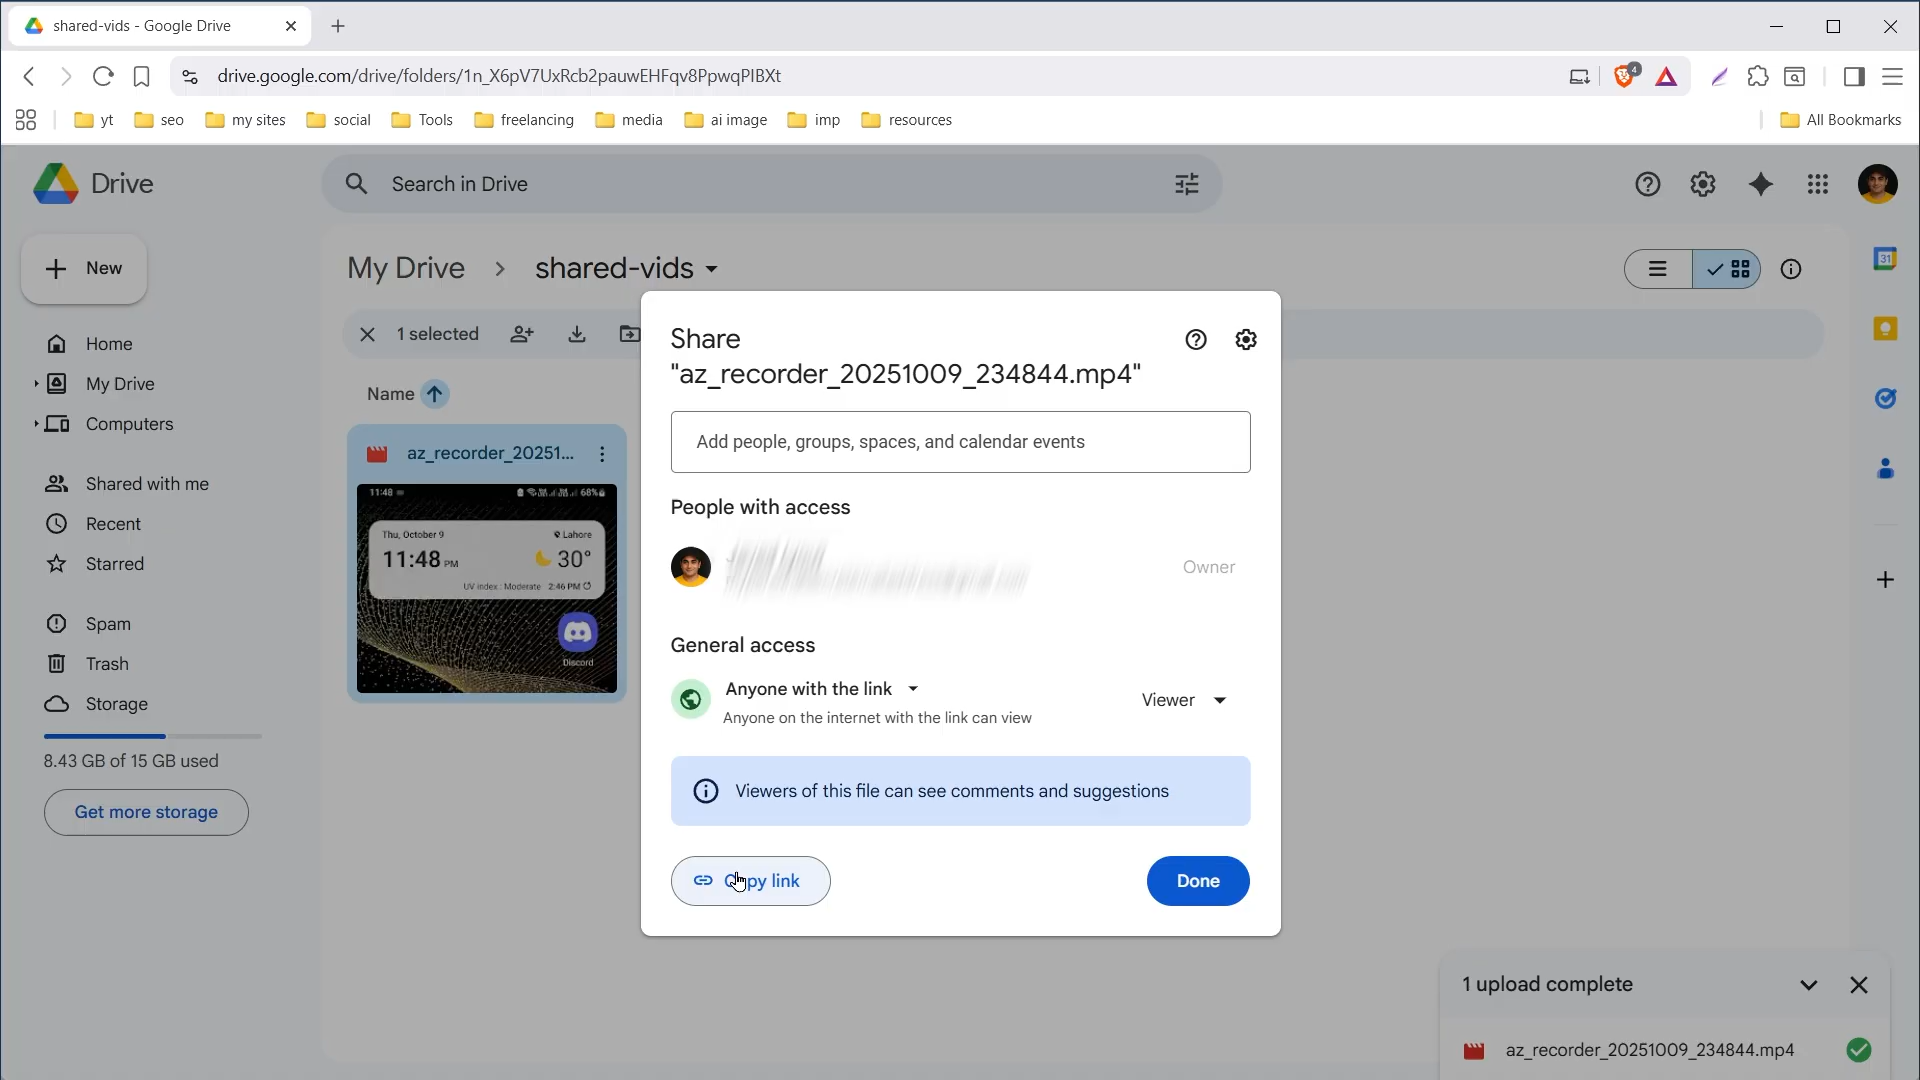 shared-vids - Google Drive
drive.google.com/drive/folders/1n_X6pV7UxRcb2pauwEHFqv8PpwqPIBXt
4
yt
seo
my sites
social
Tools
freelancing
media
ai image
imp
resources
All Bookmarks
Drive
Search in Drive
New
My Drive > shared-vids
31
1 selected
Home
My Drive
Computers
Shared with me
Recent
Starred
Spam
Trash
Storage
8.43 GB of 15 GB used
Get more storage
Name
az_recorder_20251...
11:48
68%
Thu, October 9
Lahore
11:48 PM
30°
UV index : Moderate
2:46 PM
Discord
Share
"az_recorder_20251009_234844.mp4"
Add people, groups, spaces, and calendar events
People with access
Owner
General access
Anyone with the link
Anyone on the internet with the link can view
Viewer
Viewers of this file can see comments and suggestions
Copy link
Done
1 upload complete
az_recorder_20251009_234844.mp4